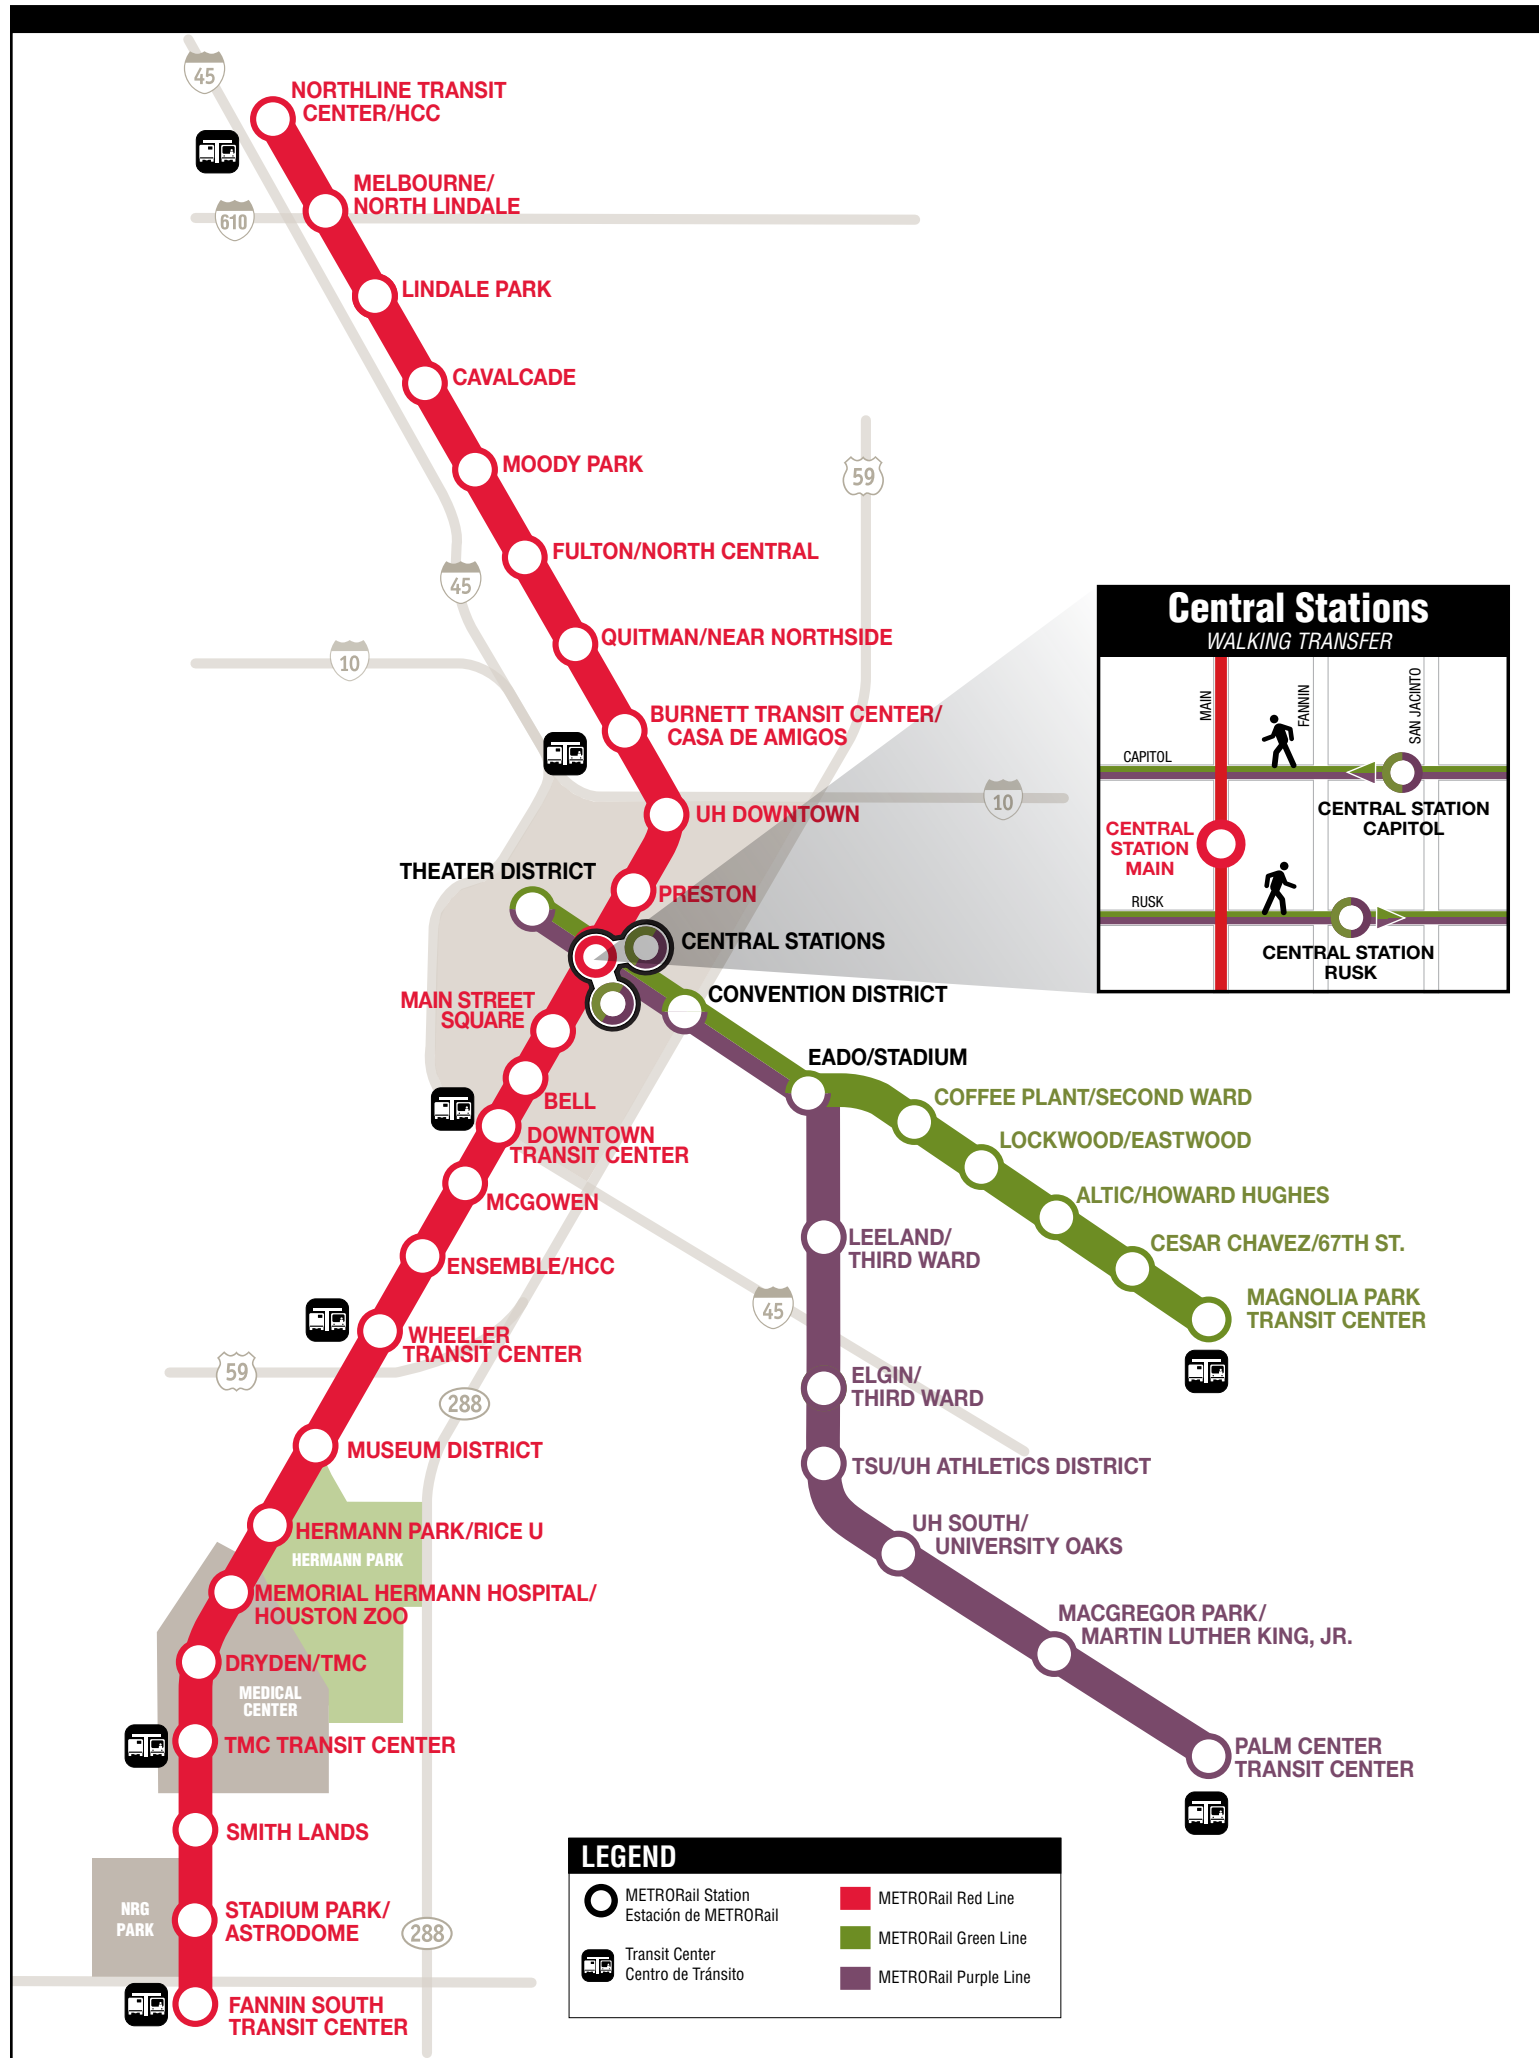 45
NORTHLINE TRANSIT
CENTER/HCC
MELBOURNE/
NORTH LINDALE
610
LINDALE PARK
CAVALCADE
MOODY PARK
59
FULTON/NORTH CENTRAL
45
QUITMAN/NEAR NORTHSIDE
10
BURNETT TRANSIT CENTER/
CASA DE AMIGOS
UH DOWNTOWN
10
THEATER DISTRICT
PRESTON
CENTRAL STATIONS
CONVENTION DISTRICT
MAIN STREET
SQUARE
Central Stations
WALKING TRANSFER
MAIN
FANNIN
SAN JACINTO
CAPITOL
CENTRAL STATION
CAPITOL
CENTRAL
STATION
MAIN
RUSK
CENTRAL STATION
RUSK
EADO/STADIUM
BELL
COFFEE PLANT/SECOND WARD
DOWNTOWN
TRANSIT CENTER
LOCKWOOD/EASTWOOD
MCGOWEN
ALTIC/HOWARD HUGHES
LEELAND/
THIRD WARD
CESAR CHAVEZ/67TH ST.
ENSEMBLE/HCC
MAGNOLIA PARK
TRANSIT CENTER
45
WHEELER
TRANSIT CENTER
59
288
ELGIN/
THIRD WARD
MUSEUM DISTRICT
TSU/UH ATHLETICS DISTRICT
HERMANN PARK/RICE U
HERMANN PARK
UH SOUTH/
UNIVERSITY OAKS
MEMORIAL HERMANN HOSPITAL/
HOUSTON ZOO
MACGREGOR PARK/
MARTIN LUTHER KING, JR.
DRYDEN/TMC
MEDICAL
CENTER
TMC TRANSIT CENTER
PALM CENTER
TRANSIT CENTER
SMITH LANDS
NRG
PARK
STADIUM PARK/
ASTRODOME
288
FANNIN SOUTH
TRANSIT CENTER
LEGEND
METRORail Station
Estación de METRORail
Transit Center
Centro de Tránsito
METRORail Red Line
METRORail Green Line
METRORail Purple Line